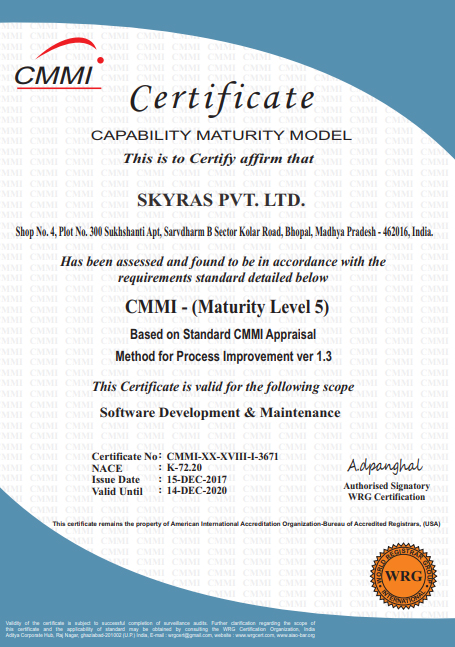 CMMI
Certificate
CAPABILITY MATURITY MODEL
This is to Certify affirm that
SKYRAS PVT. LTD.
Shop No. 4, Plot No. 300 Sukhshanti Apt, Sarvdharm B Sector Kolar Road, Bhopal, Madhya Pradesh - 462016, India.
Has been assessed and found to be in accordance with the
requirements standard detailed below
CMMI - (Maturity Level 5)
Based on Standard CMMI Appraisal
Method for Process Improvement ver 1.3
This Certificate is valid for the following scope
Software Development & Maintenance
Certificate No : CMMI-XX-XVIII-I-3671
NACE : K-72.20
Issue Date : 15-DEC-2017
Valid Until : 14-DEC-2020
Adpanghal
Authorised Signatory
WRG Certification
This certificate remains the property of American International Accreditation Organization-Bureau of Accredited Registrars, (USA)
WORLD REGISTRAR GROUP
WRG
INTERNATIONAL
Validity of the certificate is subject to successful completion of surveillance audits. Further clarification regarding the scope of
this certificate and the applicability of standard may be obtained by consulting the WRG Certification Organization, India
Aditya Corporate Hub, Raj Nagar, ghaziabad-201002 (U.P.) India, E-mail : wrgcert@gmail.com, website : www.wrgcert.com, www.aiao-bar.org